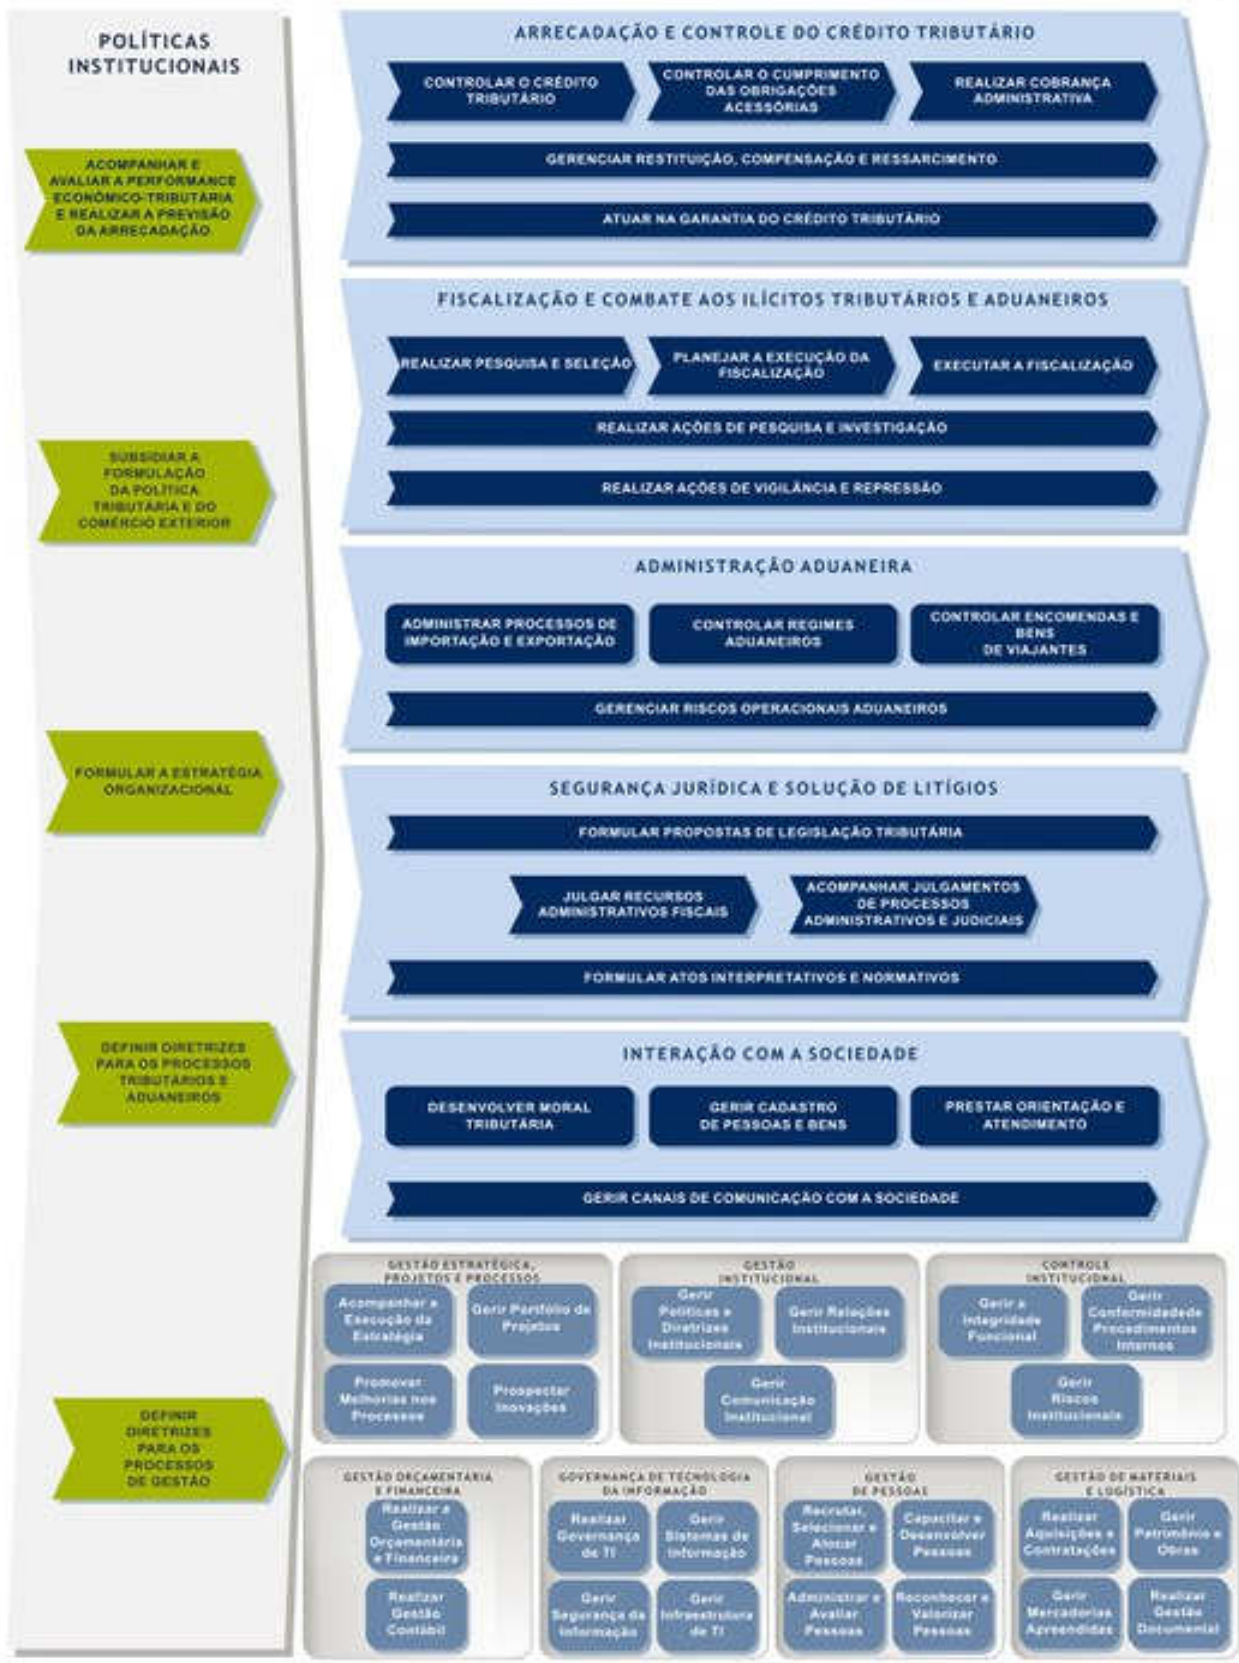 POLÍTICAS
INSTITUCIONAIS
ACOMPANHAR E
AVALIAR A PERFORMANCE
ECONÔMICO-TRIBUTÁRIA
E REALIZAR A PREVISÃO
DA ARRECADAÇÃO
SUBSIDIAR A
FORMULAÇÃO
DA POLÍTICA
TRIBUTÁRIA E DO
COMÉRCIO EXTERIOR
FORMULAR A ESTRATÉGIA
ORGANIZACIONAL
DEFINIR DIRETRIZES
PARA OS PROCESSOS
TRIBUTÁRIOS E
ADUANEIROS
DEFINIR
DIRETRIZES
PARA OS
PROCESSOS
DE GESTÃO
ARRECADAÇÃO E CONTROLE DO CRÉDITO TRIBUTÁRIO
CONTROLAR O CRÉDITO
TRIBUTÁRIO
CONTROLAR O CUMPRIMENTO
DAS OBRIGAÇÕES
ACESSÓRIAS
REALIZAR COBRANÇA
ADMINISTRATIVA
GERENCIAR RESTITUIÇÃO, COMPENSAÇÃO E RESSARCIMENTO
ATUAR NA GARANTIA DO CRÉDITO TRIBUTÁRIO
FISCALIZAÇÃO E COMBATE AOS ILÍCITOS TRIBUTÁRIOS E ADUANEIROS
REALIZAR PESQUISA E SELEÇÃO
PLANEJAR A EXECUÇÃO DA
FISCALIZAÇÃO
EXECUTAR A FISCALIZAÇÃO
REALIZAR AÇÕES DE PESQUISA E INVESTIGAÇÃO
REALIZAR AÇÕES DE VIGILÂNCIA E REPRESSÃO
ADMINISTRAÇÃO ADUANEIRA
ADMINISTRAR PROCESSOS DE
IMPORTAÇÃO E EXPORTAÇÃO
CONTROLAR REGIMES
ADUANEIROS
CONTROLAR ENCOMENDAS E
BENS
DE VIAJANTES
GERENCIAR RISCOS OPERACIONAIS ADUANEIROS
SEGURANÇA JURÍDICA E SOLUÇÃO DE LITÍGIOS
FORMULAR PROPOSTAS DE LEGISLAÇÃO TRIBUTÁRIA
JULGAR RECURSOS
ADMINISTRATIVOS FISCAIS
ACOMPANHAR JULGAMENTOS
DE PROCESSOS
ADMINISTRATIVOS E JUDICIAIS
FORMULAR ATOS INTERPRETATIVOS E NORMATIVOS
INTERAÇÃO COM A SOCIEDADE
DESENVOLVER MORAL
TRIBUTÁRIA
GERIR CADASTRO
DE PESSOAS E BENS
PRESTAR ORIENTAÇÃO E
ATENDIMENTO
GERIR CANAIS DE COMUNICAÇÃO COM A SOCIEDADE
GESTÃO ESTRATÉGICA,
PROJETOS E PROCESSOS
Acompanhar a
Execução da
Estratégia
Gerir Portfólio de
Projetos
Promover
Melhorias nos
Processos
Prospectar
Inovações
GESTÃO
INSTITUCIONAL
Gerir
Políticas e
Diretrizes
Institucionais
Gerir Relações
Institucionais
Gerir
Comunicação
Institucional
CONTROLE
INSTITUCIONAL
Gerir a
Integridade
Funcional
Gerir
Conformidadede
Procedimentos
Internos
Gerir
Riscos
Institucionais
GESTÃO ORÇAMENTÁRIA
E FINANCEIRA
Realizar a
Gestão
Orçamentária
e Financeira
Realizar
Gestão
Contábil
GOVERNANÇA DE TECNOLOGIA
DA INFORMAÇÃO
Realizar
Governança
de TI
Gerir
Sistemas de
Informação
Gerir
Segurança da
Informação
Gerir
Infraestrutura
de TI
GESTÃO
DE PESSOAS
Recrutar,
Selecionar e
Alocar
Pessoas
Capacitar e
Desenvolver
Pessoas
Administrar e
Avaliar
Pessoas
Reconhecer e
Valorizar
Pessoas
GESTÃO DE MATERIAIS
E LOGÍSTICA
Realizar
Aquisições e
Contratações
Gerir
Patrimônio e
Obras
Gerir
Mercadorias
Apreendidas
Realizar
Gestão
Documental